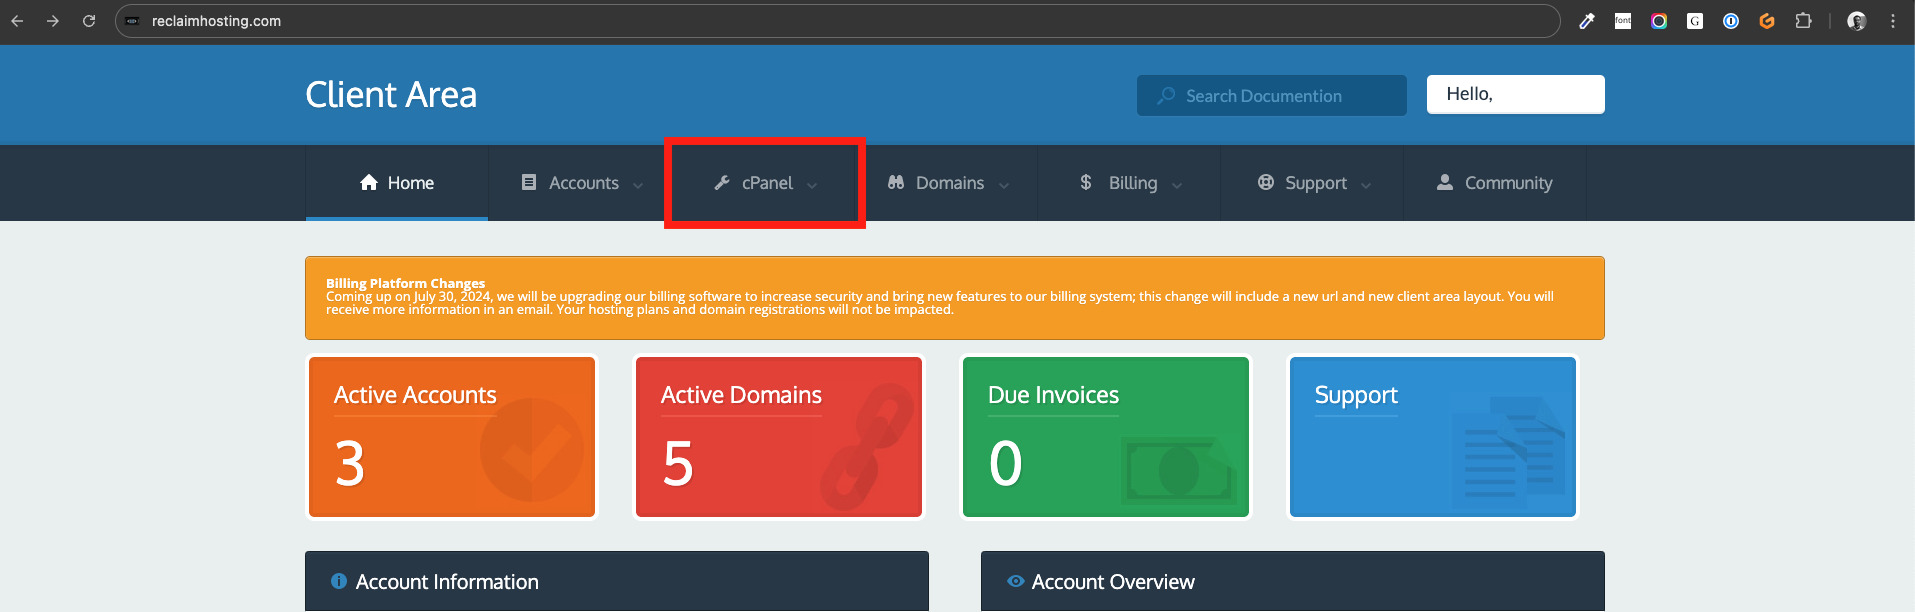 reclaimhosting.com
font
G
Client Area
Search Documention
Hello,
Home
Accounts
cPanel
Domains
$ Billing
Support
Community
Billing Platform Changes
Coming up on July 30, 2024, we will be upgrading our billing software to increase security and bring new features to our billing system; this change will include a new url and new client area layout. You will
receive more information in an email. Your hosting plans and domain registrations will not be impacted.
Active Accounts
3
Active Domains
5
Due Invoices
0
Support
Account Information
Account Overview